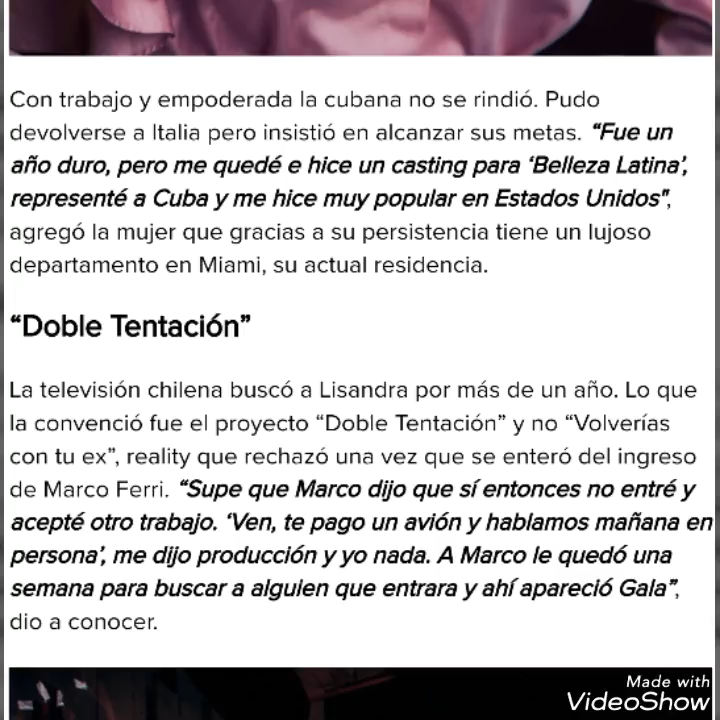 Con trabajo y empoderada la cubana no se rindió. Pudo
devolverse a Italia pero insistió en alcanzar sus metas. “Fue un
año duro, pero me quedé e hice un casting para ‘Belleza Latina’,
representé a Cuba y me hice muy popular en Estados Unidos",
agregó la mujer que gracias a su persistencia tiene un lujoso
departamento en Miami, su actual residencia.
“Doble Tentación”
La televisión chilena buscó a Lisandra por más de un año. Lo que
la convenció fue el proyecto “Doble Tentación” y no “Volverías
con tu ex”, reality que rechazó una vez que se enteró del ingreso
de Marco Ferri. “Supe que Marco dijo que sí entonces no entré y
acepté otro trabajo. ‘Ven, te pago un avión y hablamos mañana en
persona’, me dijo producción y yo nada. A Marco le quedó una
semana para buscar a alguien que entrara y ahí apareció Gala”,
dio a conocer.
Made with
VideoShow